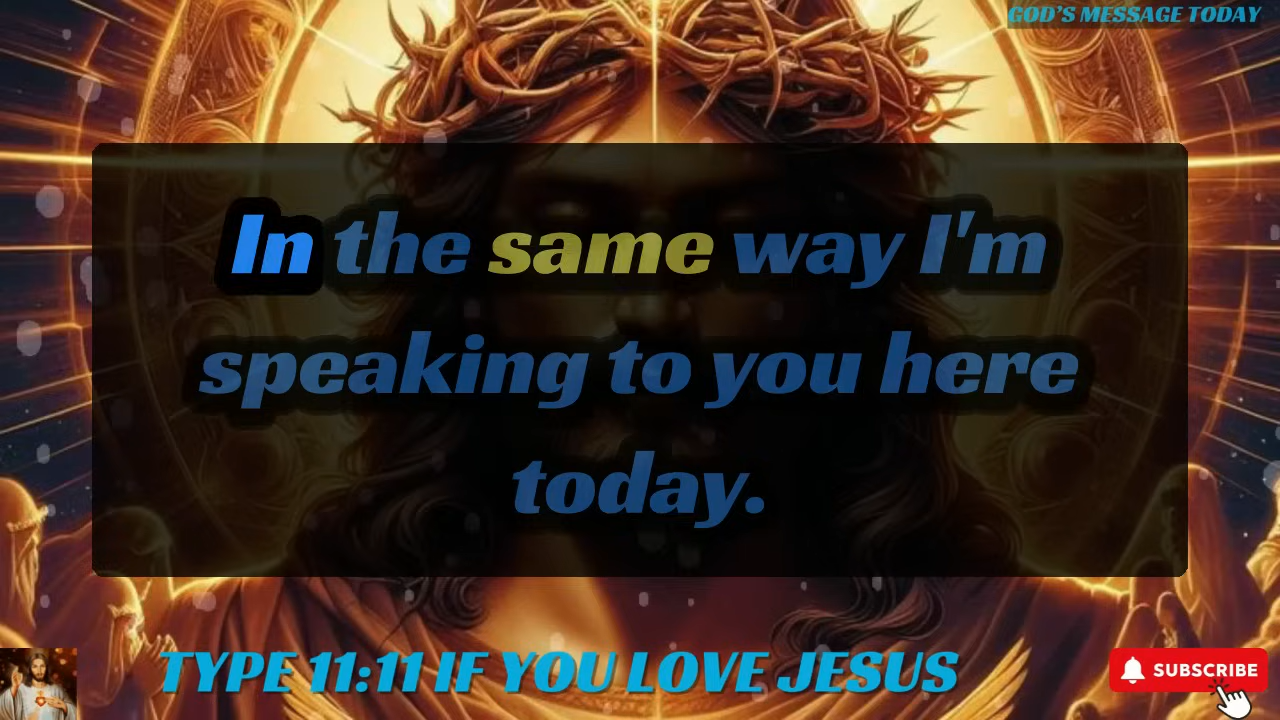 GOD'S MESSAGE TODAY
In the same way I'm
speaking to you here
today.
TYPE 11:11 IF YOU LOVE JESUS
SUBSCRIBE